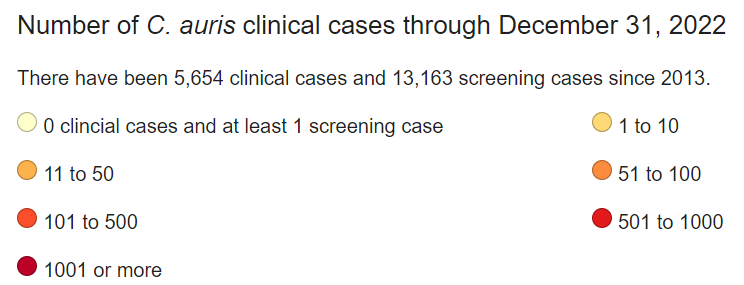 Number of C. auris clinical cases through December 31, 2022
There have been 5,654 clinical cases and 13,163 screening cases since 2013.
0 clincial cases and at least 1 screening case
1 to 10
11 to 50
51 to 100
101 to 500
501 to 1000
1001 or more